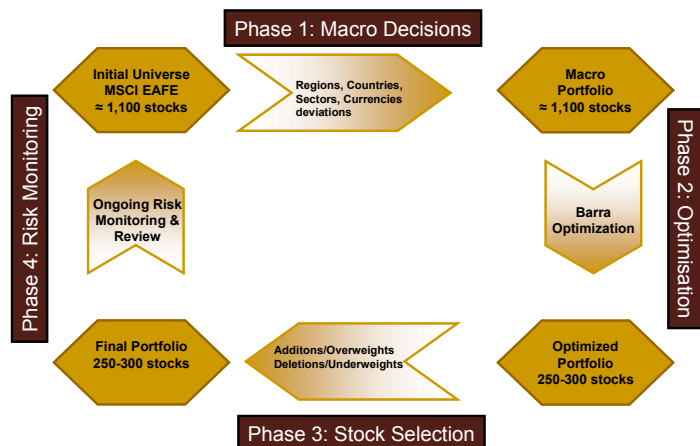 Phase 1: Macro Decisions
Initial Universe
MSCI EAFE
≈ 1,100 stocks
Regions, Countries,
Sectors, Currencies
deviations
Macro
Portfolio
≈ 1,100 stocks
Phase 2: Optimisation
Barra
Optimization
Optimized
Portfolio
250-300 stocks
Phase 3: Stock Selection
Additons/Overweights
Deletions/Underweights
Final Portfolio
250-300 stocks
Phase 4: Risk Monitoring
Ongoing Risk
Monitoring &
Review